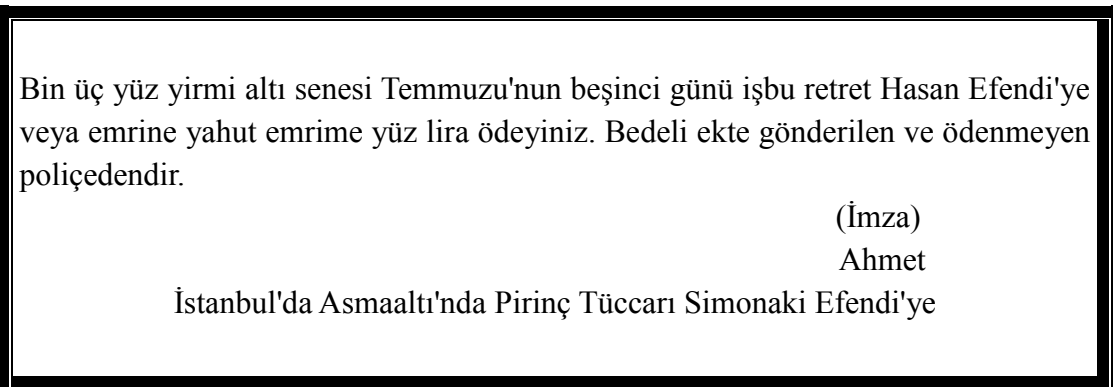 Bin üç yüz yirmi altı senesi Temmuzu'nun beşinci günü işbu retret Hasan Efendi'ye
veya emrine yahut emrime yüz lira ödeyiniz. Bedeli ekte gönderilen ve ödenmeyen
poliçedendir.
(İmza)
Ahmet
İstanbul'da Asmaaltı'nda Pirinç Tüccarı Simonaki Efendi'ye